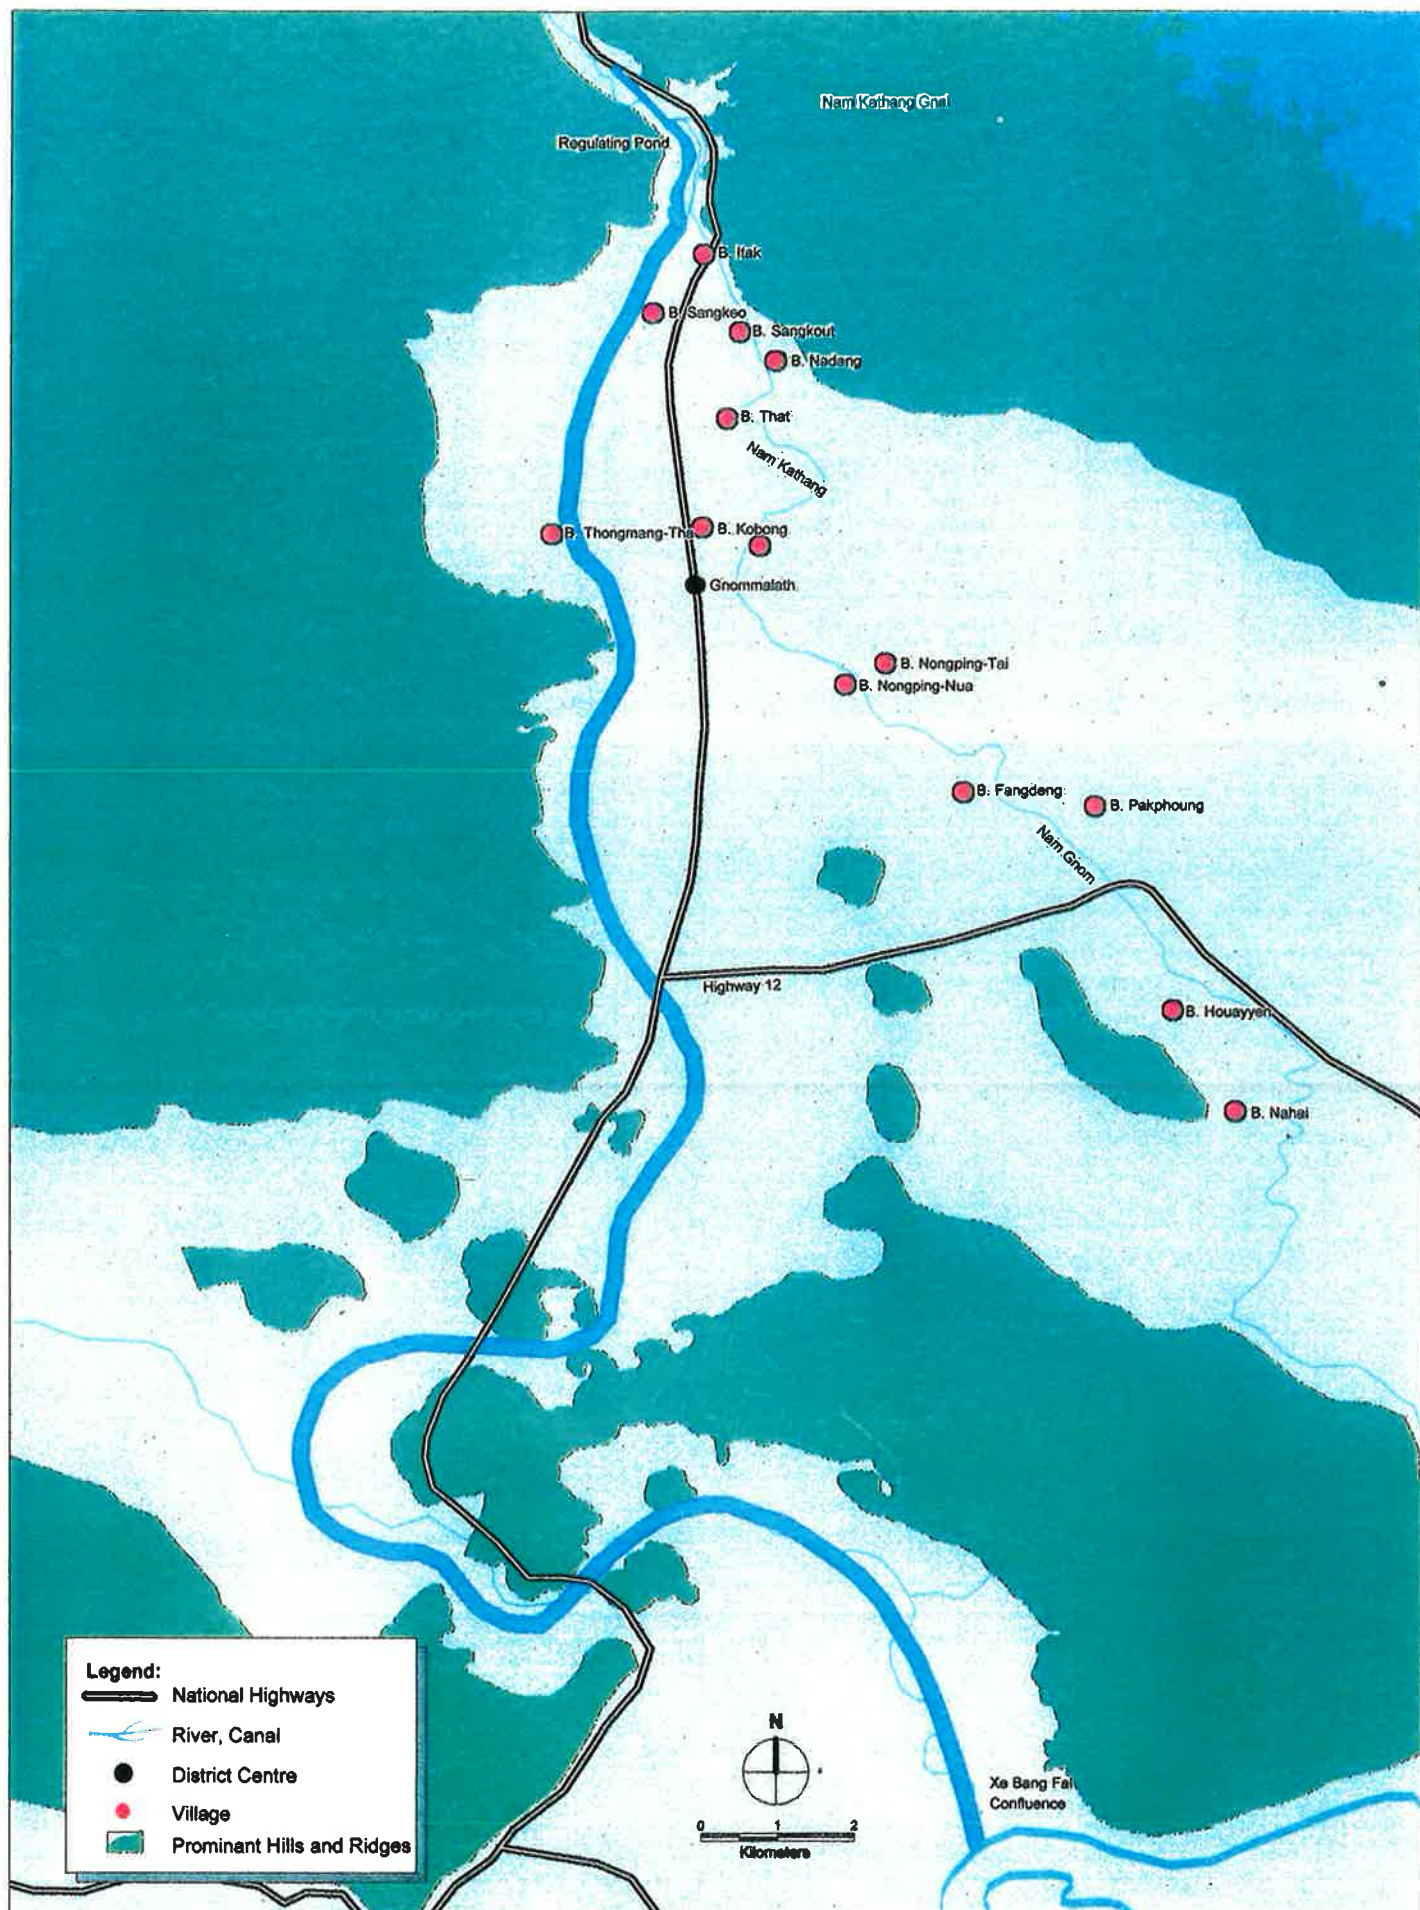 Nam Kathang Gnai
Regulating Pond
B. Itak
B. Sangkeo
B. Sangkout
B. Nadang
B. That
Nam Kathang
B. Thongmang-Tha
B. Kobong
Gnommalath
B. Nongping-Tai
B. Nongping-Nua
B. Fangdeng
B. Pakphoung
Nam Gnom
Highway 12
B. Houayyen
B. Nahai
Legend:
National Highways
River, Canal
District Centre
Village
Prominant Hills and Ridges
N
0 1 2
Kilometers
Xe Bang Fai
Confluence